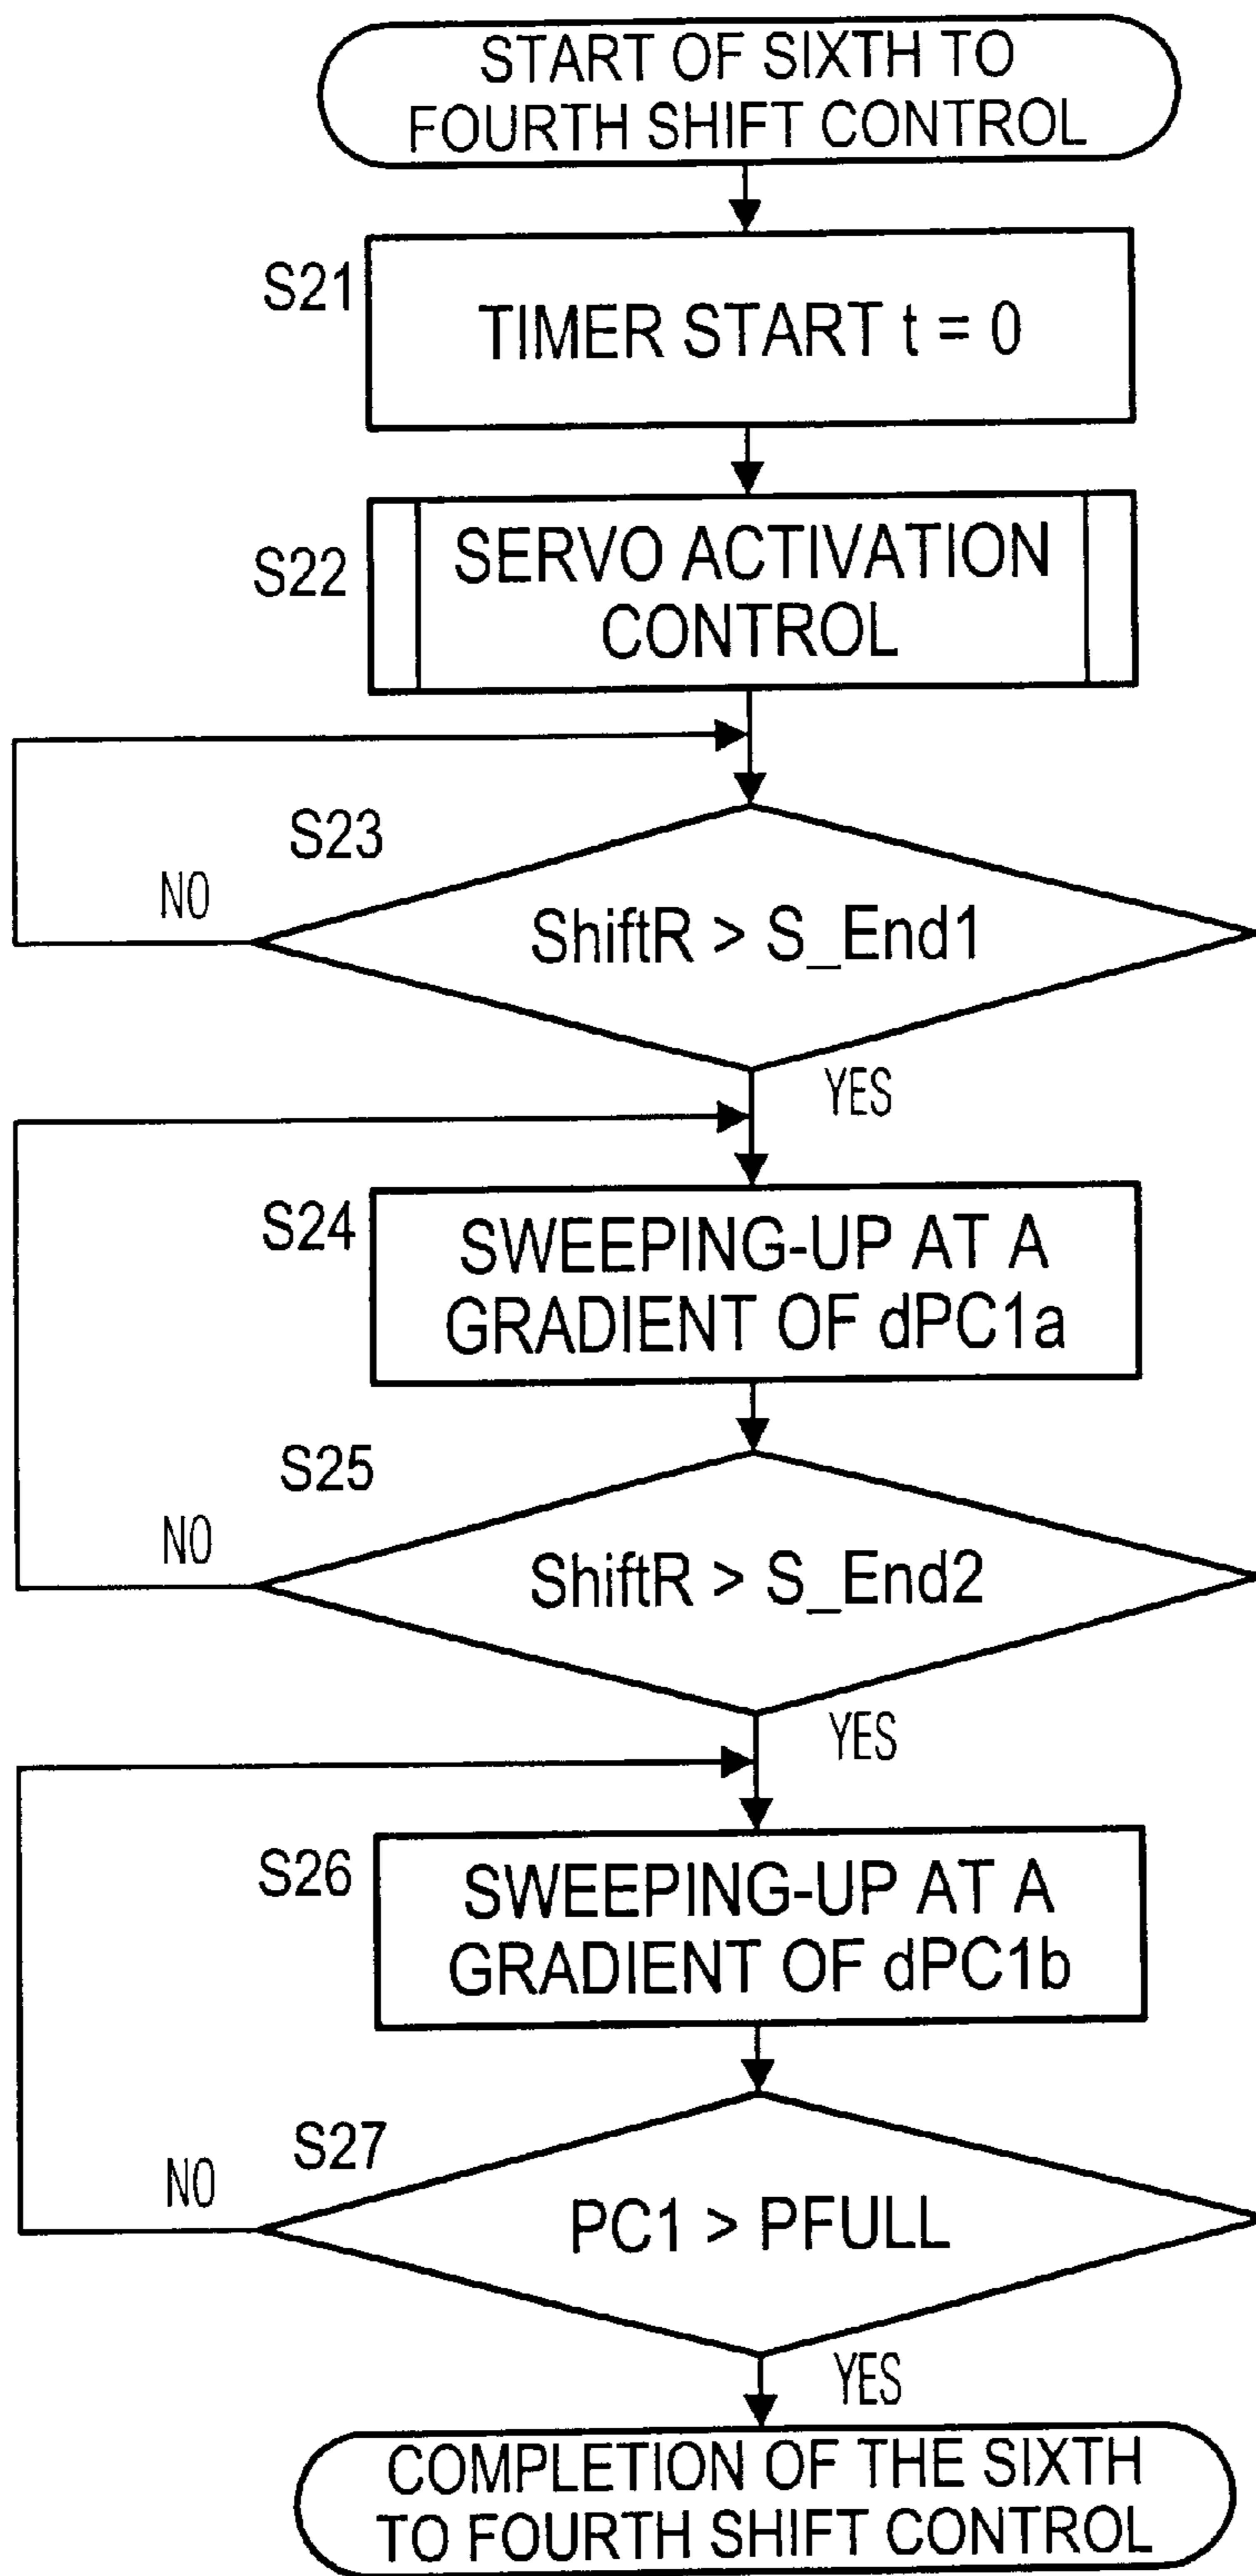 START OF SIXTH TO
FOURTH SHIFT CONTROL
S21
TIMER START t = 0
S22
SERVO ACTIVATION
CONTROL
S23
NO
ShiftR > S_End1
YES
S24
SWEEPING-UP AT A
GRADIENT OF dPC1a
S25
NO
ShiftR > S_End2
YES
S26
SWEEPING-UP AT A
GRADIENT OF dPC1b
S27
NO
PC1 > PFULL
YES
COMPLETION OF THE SIXTH
TO FOURTH SHIFT CONTROL